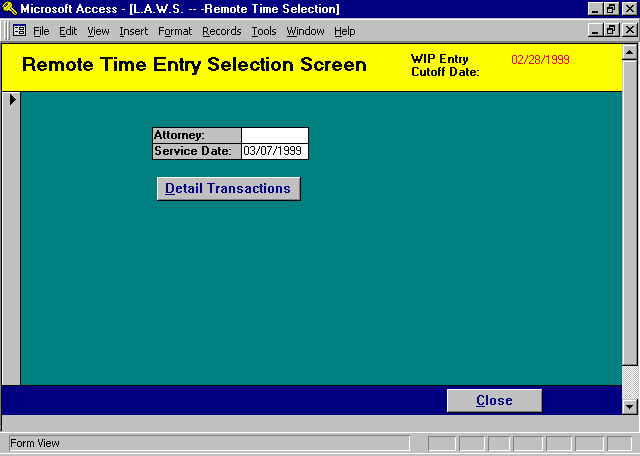 Microsoft Access - [L.A.W.S. -- -Remote Time Selection]
File Edit View Insert Format Records Tools Window Help
Remote Time Entry Selection Screen
WIP Entry 02/28/1999
Cutoff Date:
Attorney:
Service Date: 03/07/1999
Detail Transactions
Close
Form View